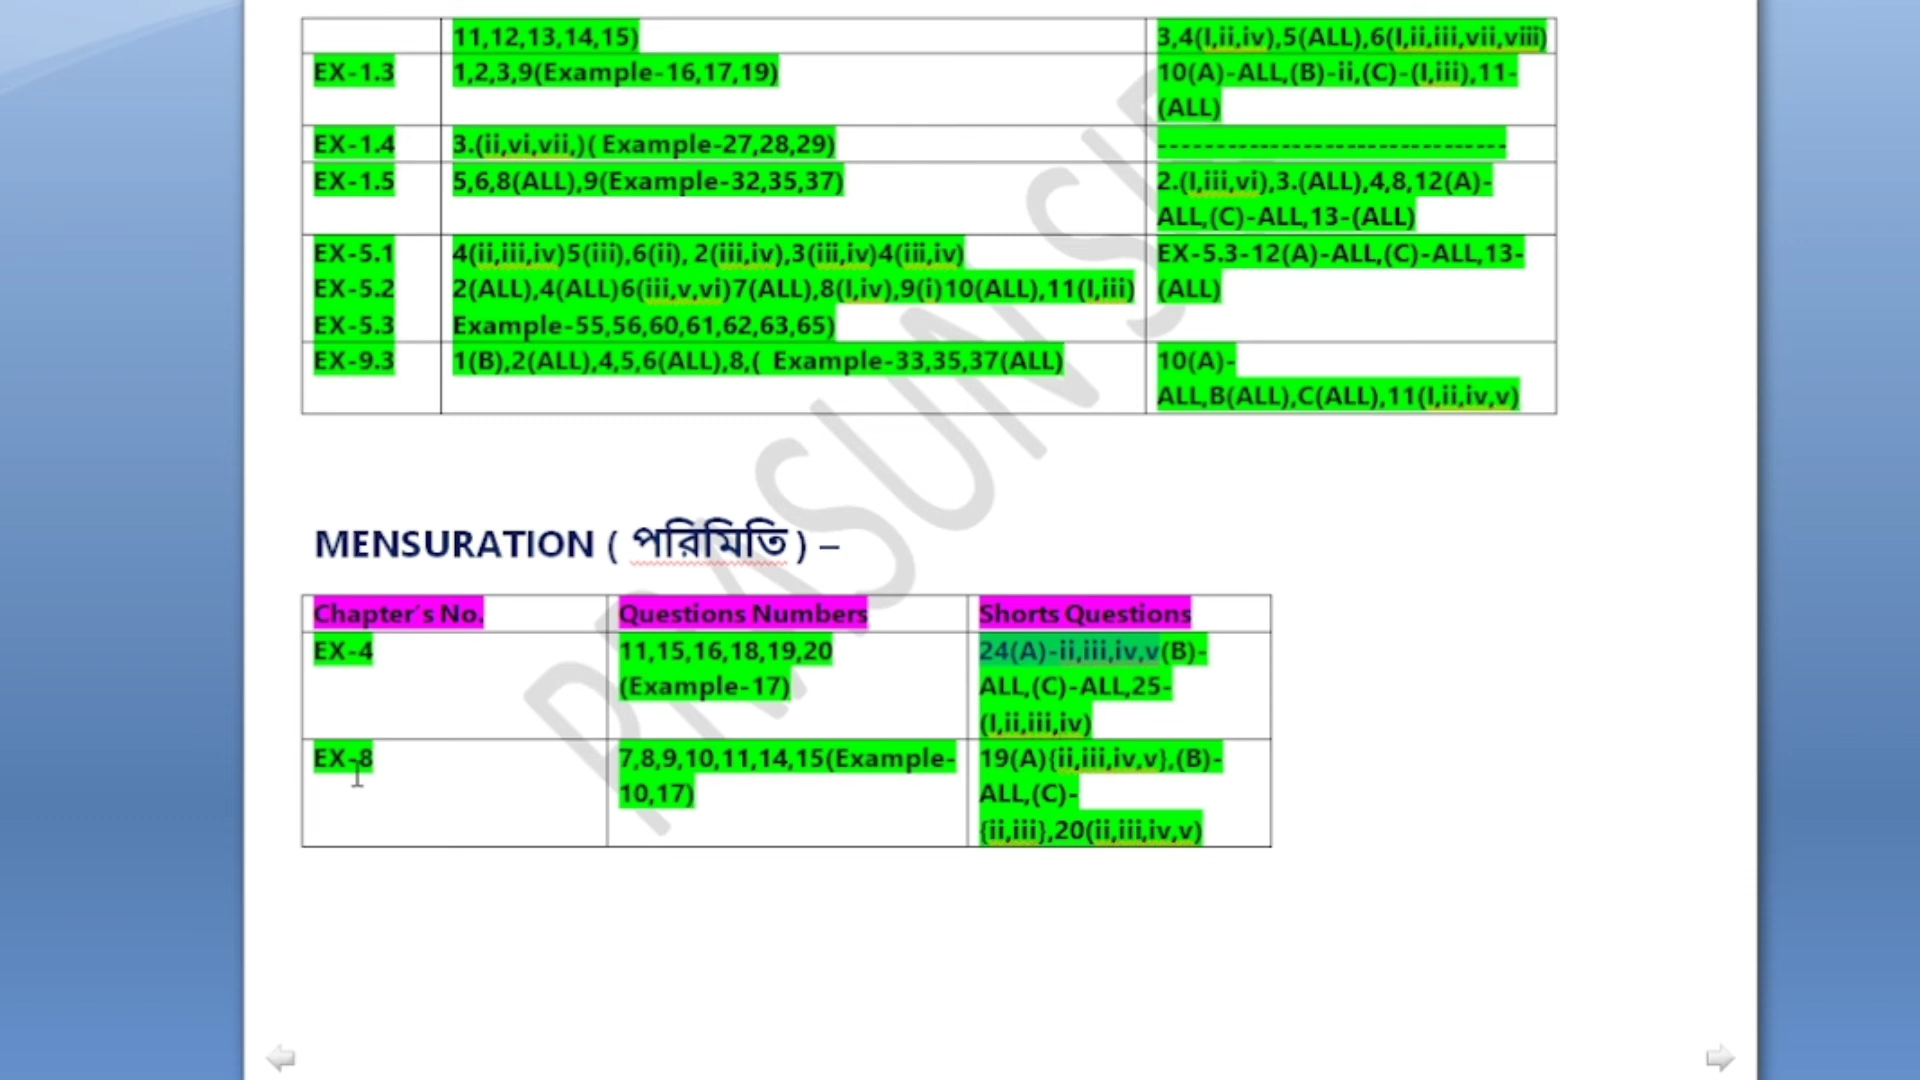 11,12,13,14,15) 3,4(I,ii,iv),5(ALL),6(I,ii,iii,vii,viii)
EX-1.3 1,2,3,9(Example-16,17,19) 10(A)-ALL,(B)-ii,(C)-(I,iii),11-
(ALL)
EX-1.4 3.(ii,vi,vii,)( Example-27,28,29) -------------------------------
EX-1.5 5,6,8(ALL),9(Example-32,35,37) 2.(I,iii,vi),3.(ALL),4,8,12(A)-
ALL,(C)-ALL,13-(ALL)
EX-5.1 4(ii,iii,iv)5(iii),6(ii), 2(iii,iv),3(iii,iv)4(iii,iv) EX-5.3-12(A)-ALL,(C)-ALL,13-
EX-5.2 2(ALL),4(ALL)6(iii,v,vi)7(ALL),8(I,iv),9(i)10(ALL),11(I,iii) (ALL)
EX-5.3 Example-55,56,60,61,62,63,65)
EX-9.3 1(B),2(ALL),4,5,6(ALL),8,( Example-33,35,37(ALL) 10(A)-
ALL,B(ALL),C(ALL),11(I,ii,iv,v)
MENSURATION ( পরিমিতি ) –
Chapter's No. Questions Numbers Shorts Questions
EX-4 11,15,16,18,19,20 24(A)-ii,iii,iv,v(B)-
(Example-17) ALL,(C)-ALL,25-
(I,ii,iii,iv)
EX-8 7,8,9,10,11,14,15(Example- 19(A){ii,iii,iv,v},(B)-
10,17) ALL,(C)-
{ii,iii},20(ii,iii,iv,v)
PRASUN